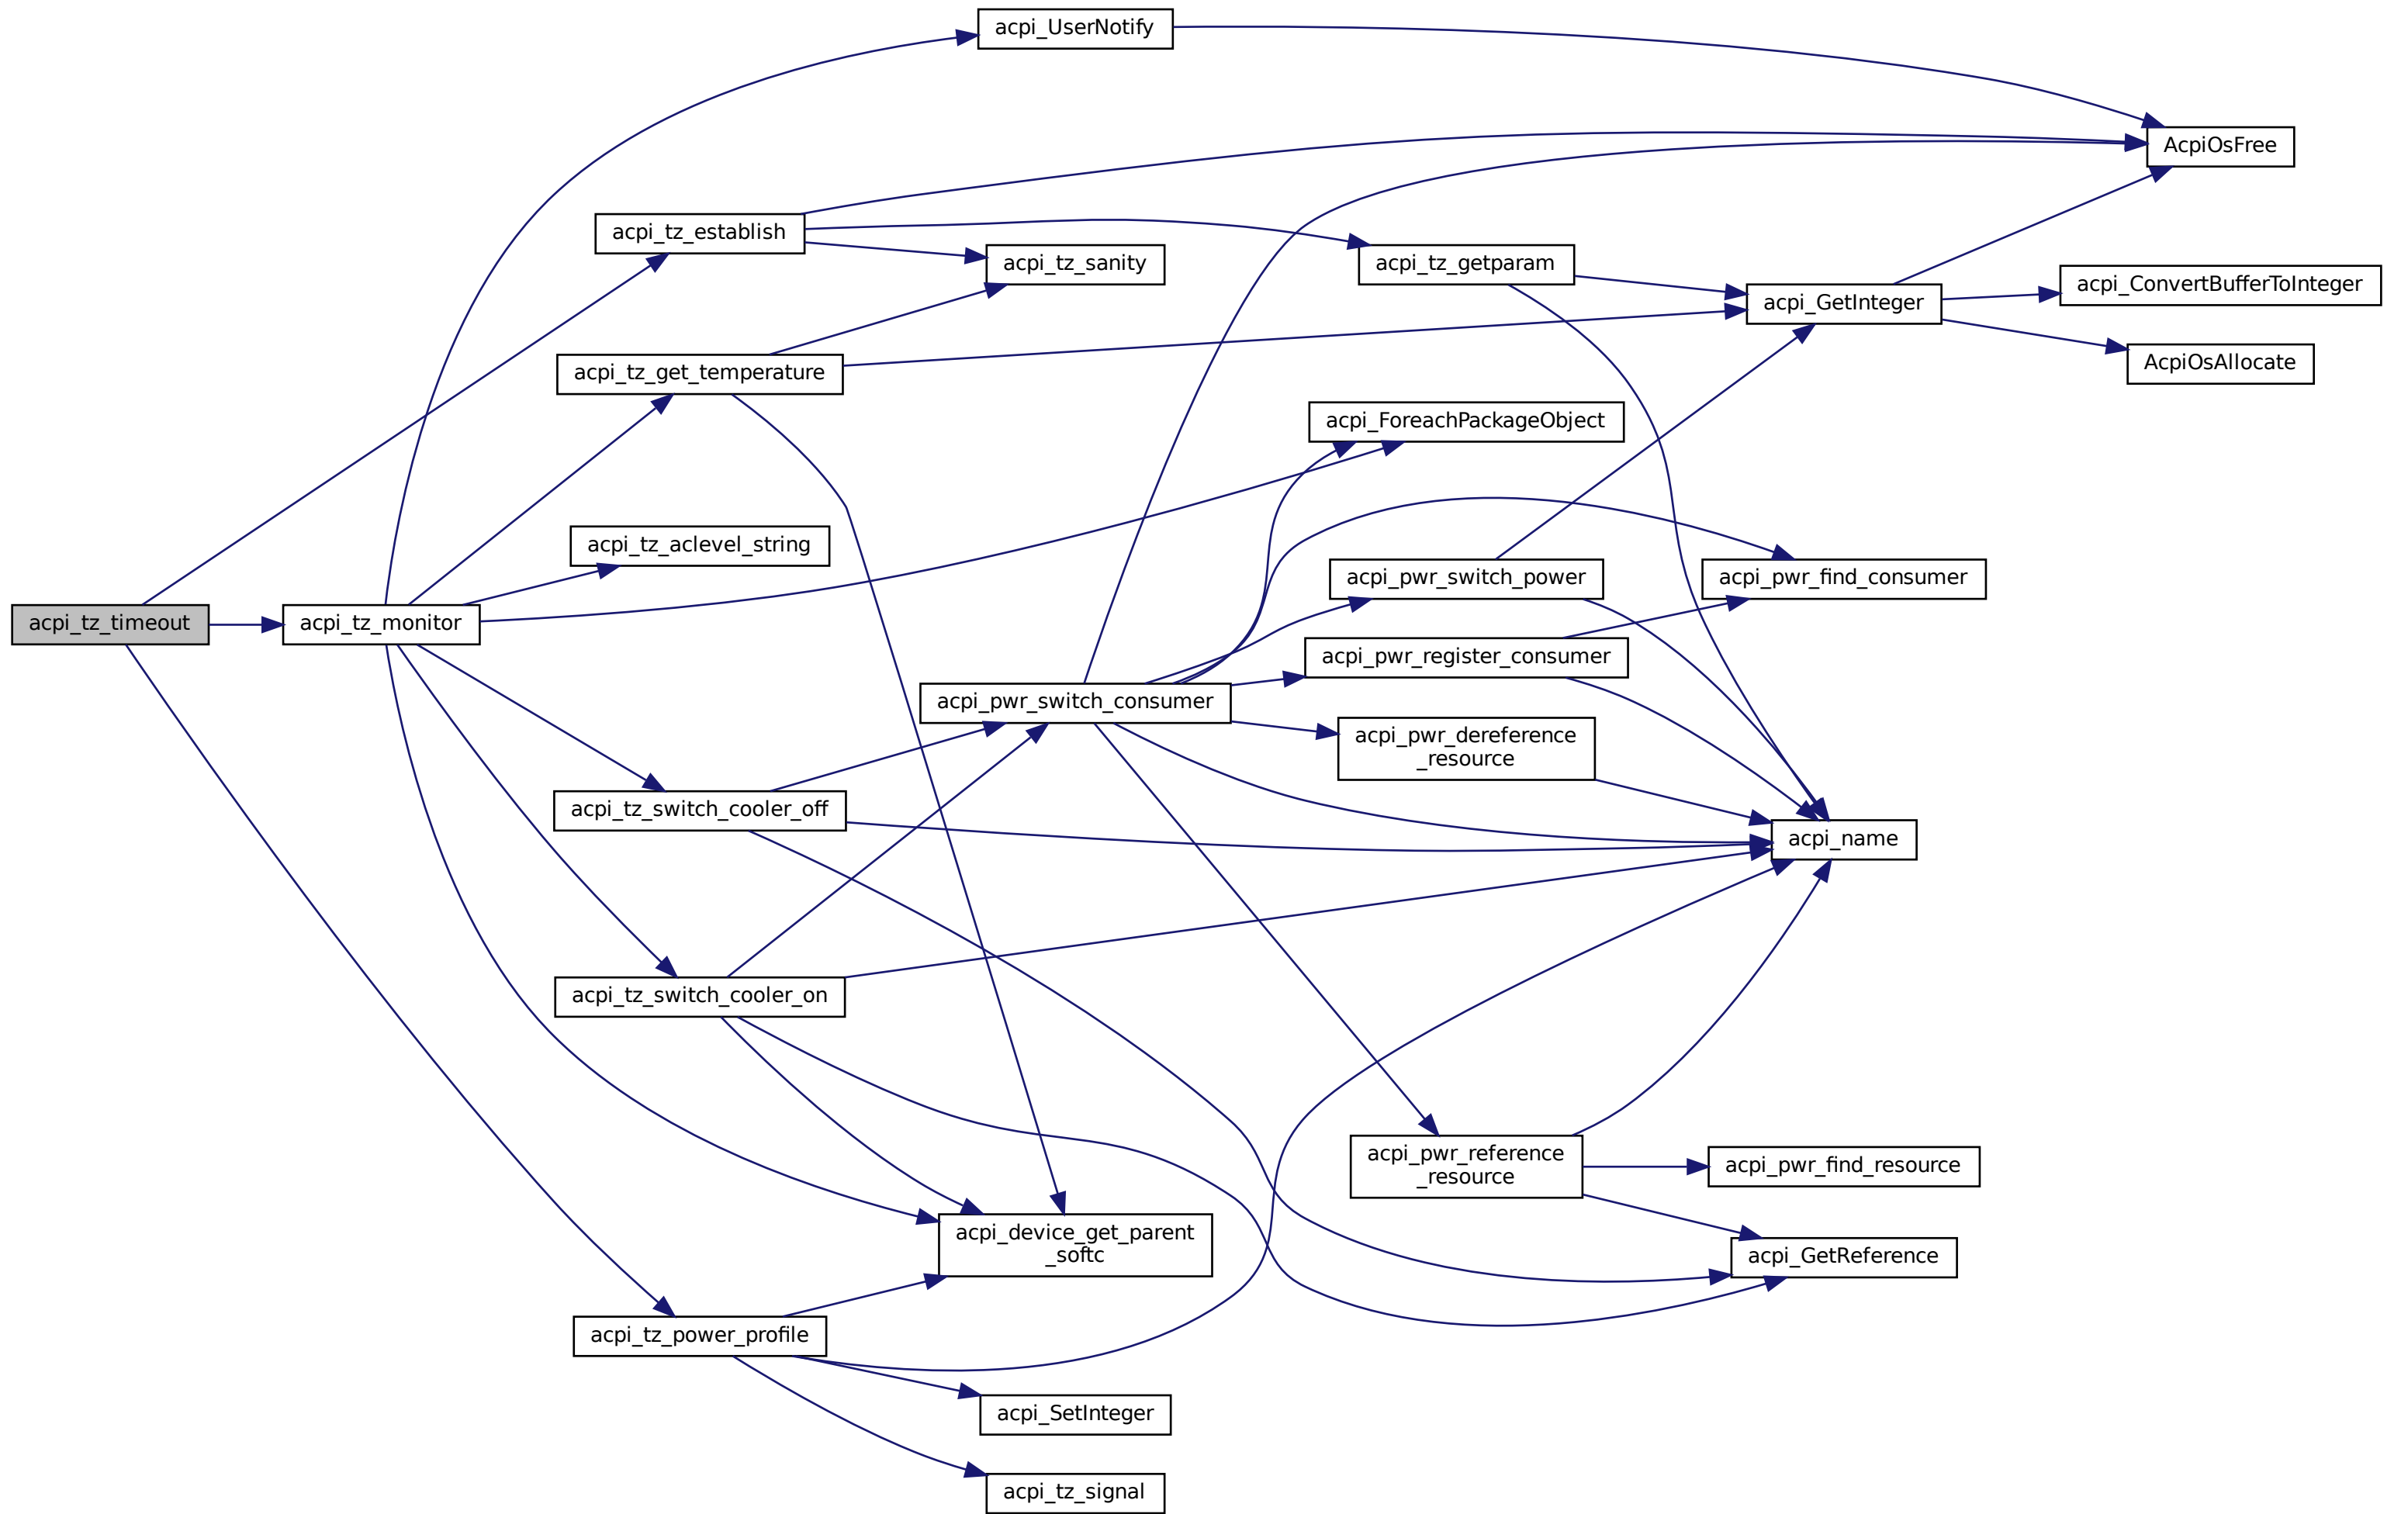 acpi_UserNotify
AcpiOsFree
acpi_tz_establish
acpi_tz_sanity
acpi_tz_getparam
acpi_ConvertBufferToInteger
acpi_GetInteger
AcpiOsAllocate
acpi_tz_get_temperature
acpi_ForeachPackageObject
acpi_tz_aclevel_string
acpi_pwr_switch_power
acpi_pwr_find_consumer
acpi_tz_timeout
acpi_tz_monitor
acpi_pwr_register_consumer
acpi_pwr_switch_consumer
acpi_pwr_dereference
_resource
acpi_tz_switch_cooler_off
acpi_name
acpi_tz_switch_cooler_on
acpi_pwr_reference
_resource
acpi_pwr_find_resource
acpi_device_get_parent
_softc
acpi_GetReference
acpi_tz_power_profile
acpi_SetInteger
acpi_tz_signal